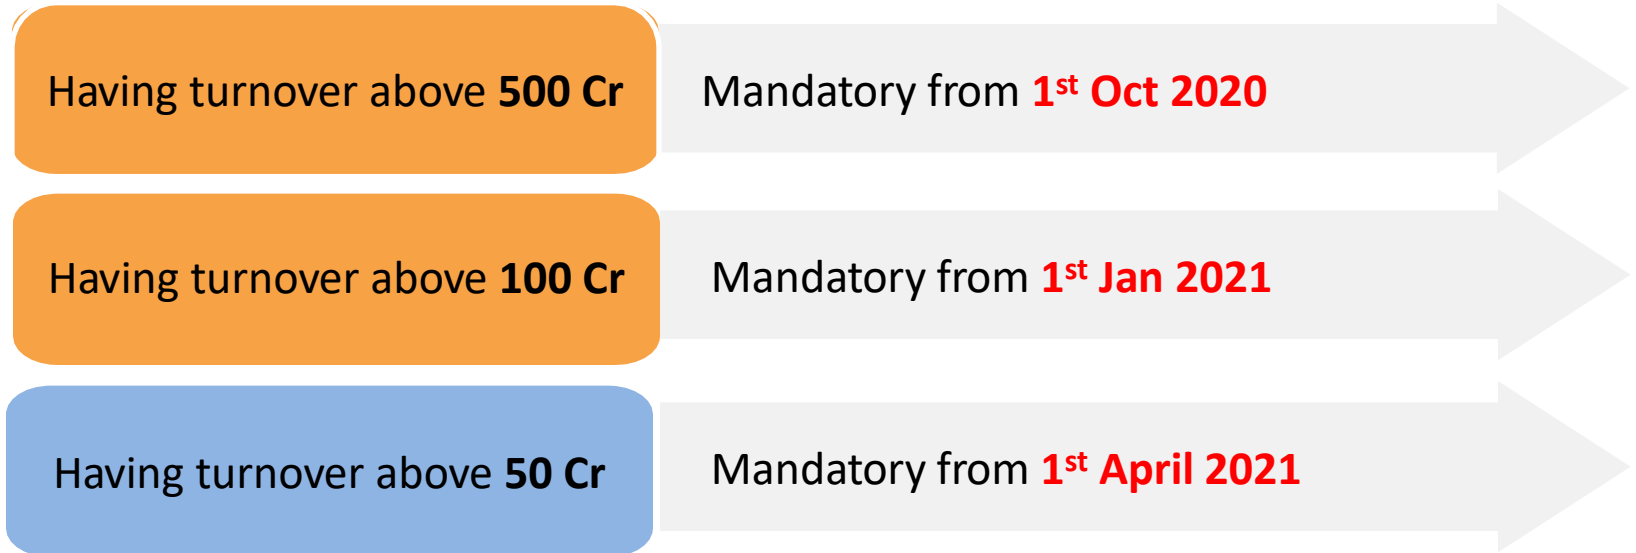 Having turnover above 500 Cr
Mandatory from 1st Oct 2020
Having turnover above 100 Cr
Mandatory from 1st Jan 2021
Having turnover above 50 Cr
Mandatory from 1st April 2021